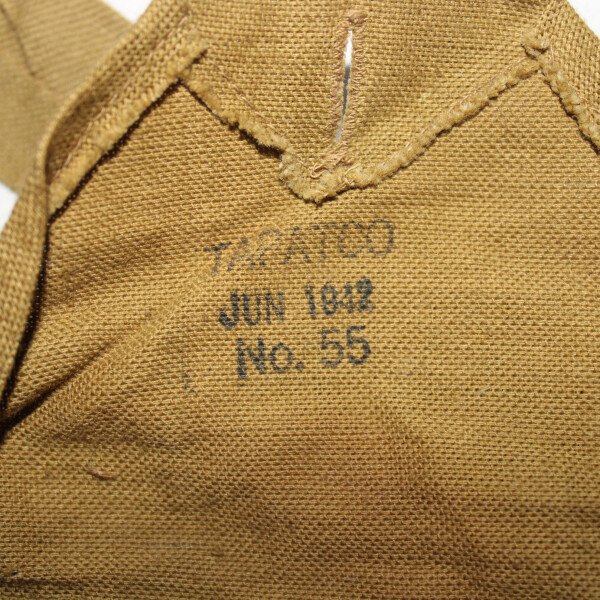 TAPATCO
JUN 1942
No. 55